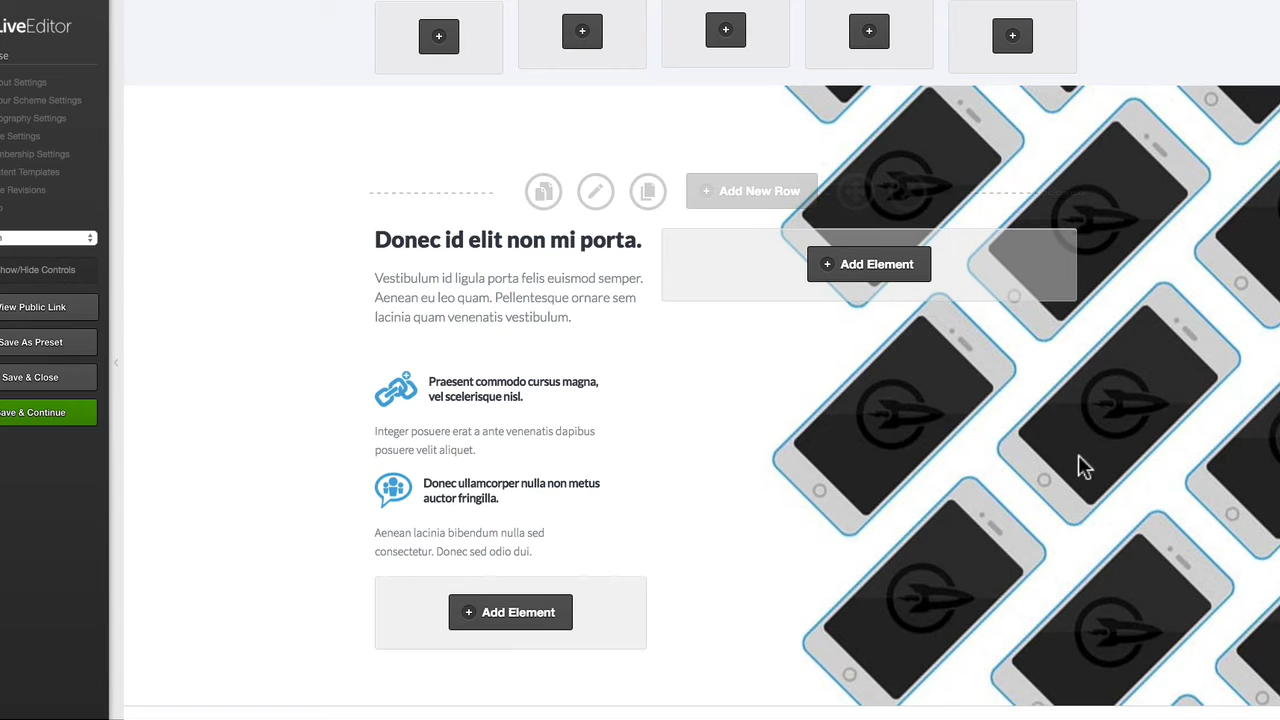 LiveEditor
Show/Hide Controls
View Public Link
Save As Preset
Save & Close
Save & Continue
Add New Row
Donec id elit non mi porta.
Vestibulum id ligula porta felis euismod semper.
Aenean eu leo quam. Pellentesque ornare sem
lacinia quam venenatis vestibulum.
Add Element
Praesent commodo cursus magna,
vel scelerisque nisl.
Integer posuere erat a ante venenatis dapibus
posuere velit aliquet.
Donec ullamcorper nulla non metus
auctor fringilla.
Aenean lacinia bibendum nulla sed
consectetur. Donec sed odio dui.
Add Element